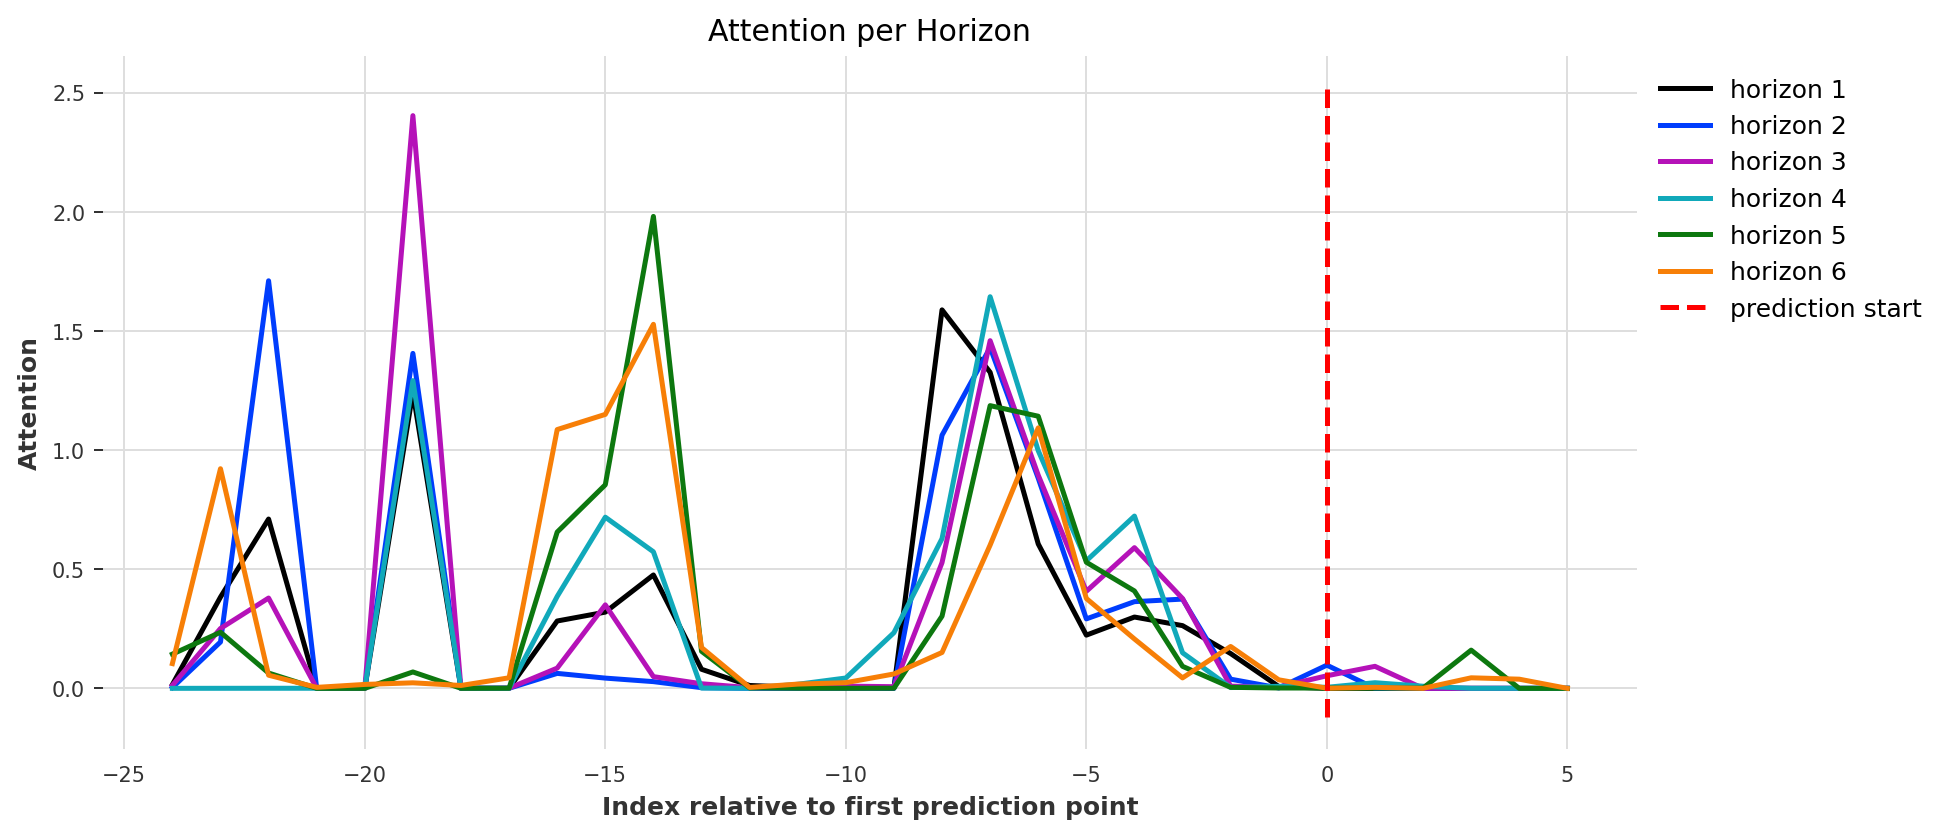 Attention per Horizon
2.5
2.0
1.5
1.0
0.5
0.0
Attention
−25
−20
−15
−10
−5
0
5
Index relative to first prediction point
horizon 1
horizon 2
horizon 3
horizon 4
horizon 5
horizon 6
prediction start